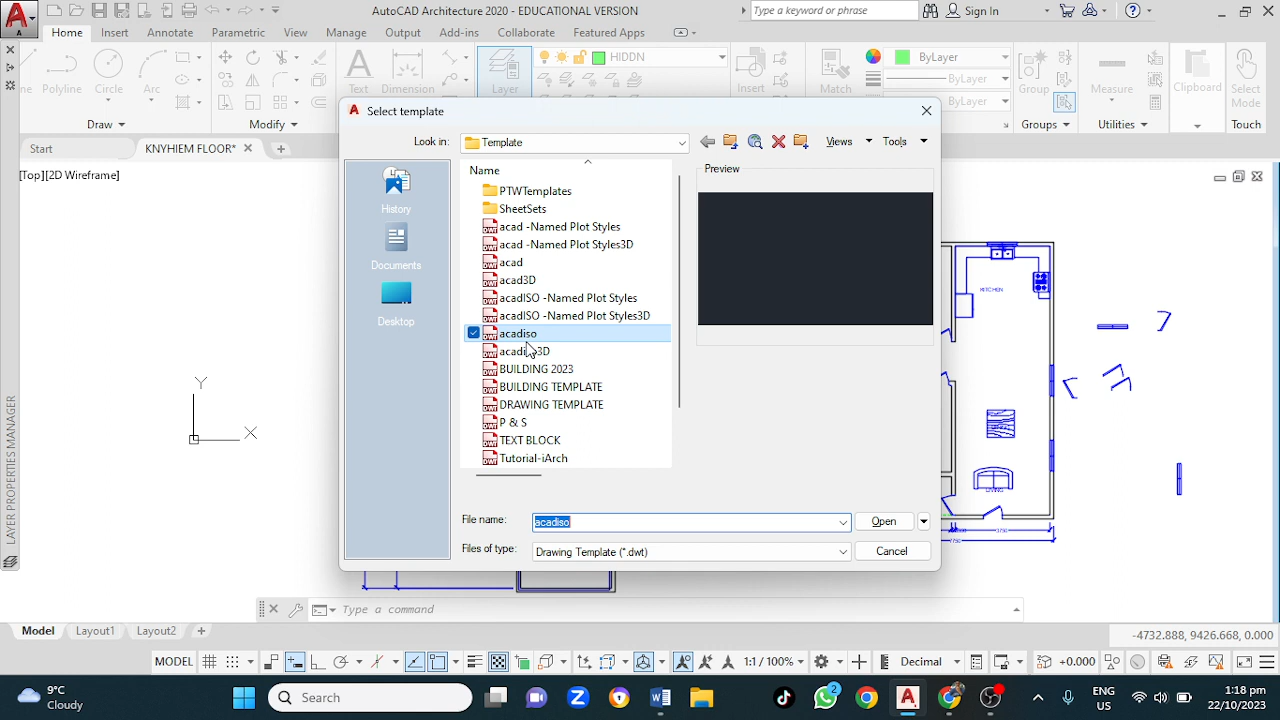 AutoCAD Architecture 2020 - EDUCATIONAL VERSION
Type a keyword or phrase
Sign In
Home Insert Annotate Parametric View Manage Output Add-ins Collaborate Featured Apps
Polyline Circle Arc
Text Dimension
Layer
HIDDN
Insert
Match
ByLayer
ByLayer
ByLayer
Group
Measure
Clipboard
Select
Mode
Draw
Modify
Groups
Utilities
Touch
Start
KNYHIEM FLOOR*
[Top][2D Wireframe]
Select template
Look in: Template
Views Tools
Name
PTWTemplates
SheetSets
acad -Named Plot Styles
acad -Named Plot Styles3D
acad
acad3D
acadISO -Named Plot Styles
acadISO -Named Plot Styles3D
acadiso
BUILDING 2023
BUILDING TEMPLATE
DRAWING TEMPLATE
P & S
TEXT BLOCK
Tutorial-iArch
History
Documents
Desktop
Preview
File name: acadiso
Open
Files of type: Drawing Template (*.dwt)
Cancel
KITCHEN
LIVING
Y
X
LAYER PROPERTIES MANAGER
Type a command
Model Layout1 Layout2
-4732.888, 9426.668, 0.000
MODEL
1:1 / 100%
Decimal
+0.000
9°C
Search
2
ENG
US
22/10/2023